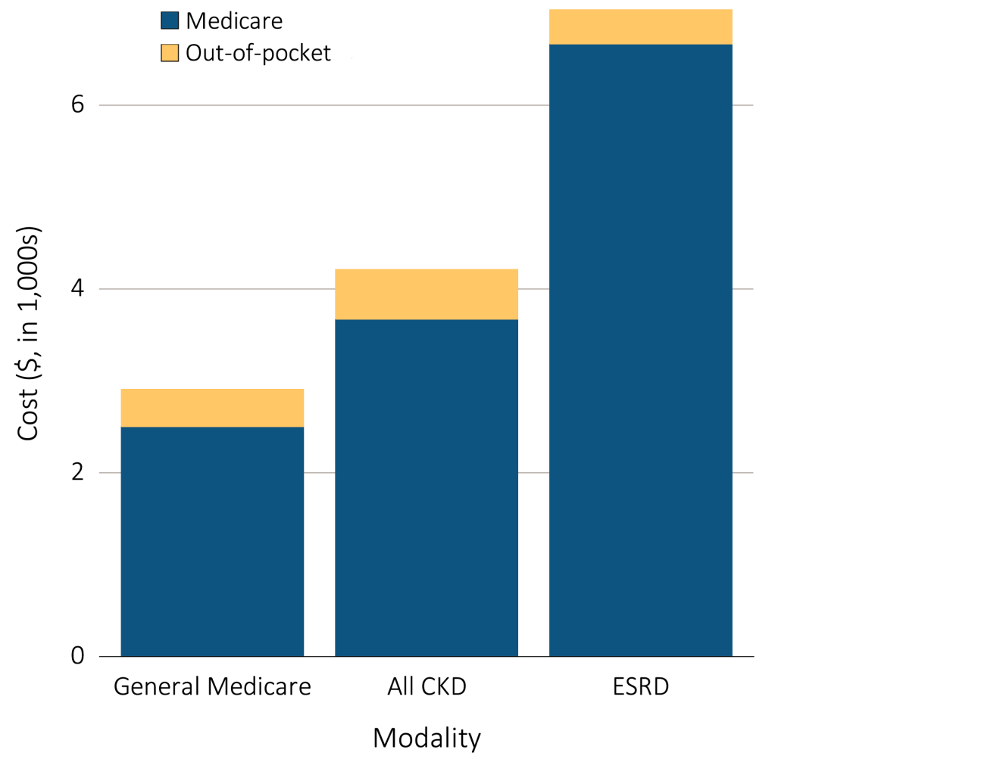 Medicare
Out-of-pocket
6
4
2
0
Cost ($, in 1,000s)
General Medicare
All CKD
ESRD
Modality